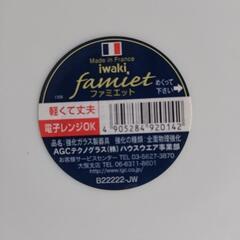 Made in France
iwaki
famiet
ファミエット
めくって
下さい
軽くて丈夫
電子レンジOK
4 905284 920142
品名：強化ガラス製器具 強化の種類：全面物理強化
AGCテクノグラス(株) ハウスウエア事業部
お客様サービスセンター TEL 03-5627-3870
大阪支店 TEL 06-6311-8601
http://www.igc.co.jp/
B22222-JW